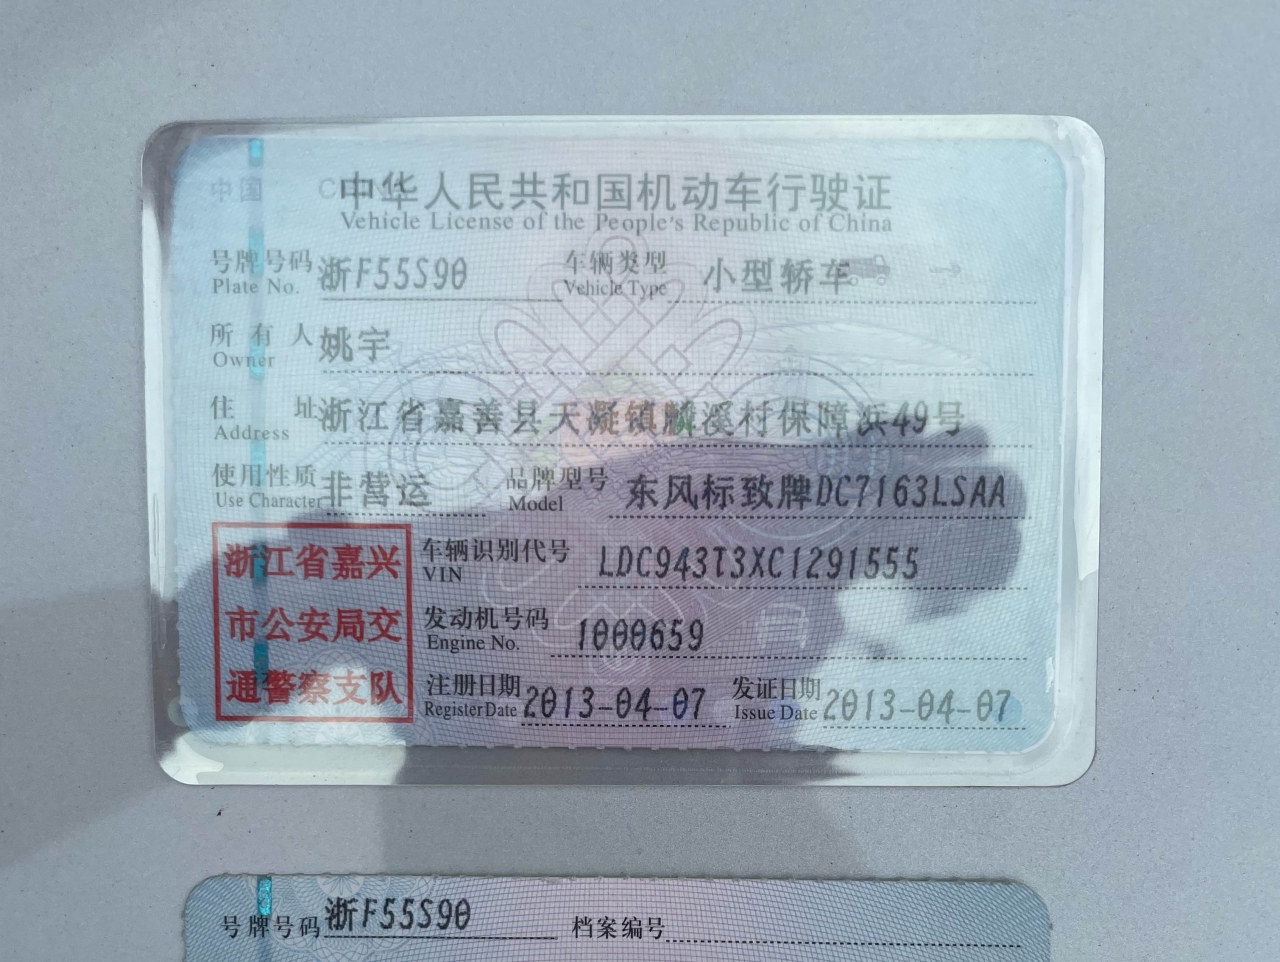 中国 CHINA
中华人民共和国机动车行驶证
Vehicle License of the People's Republic of China
号牌号码 浙F55S90 车辆类型 小型轿车
Plate No. Vehicle Type
所有人 姚宇
Owner
住址 浙江省嘉善县天凝镇麟溪村保障浜49号
Address
使用性质 非营运 品牌型号 东风标致牌DC7163LSAA
Use Character Model
浙江省嘉兴 车辆识别代号 LDC943T3XC1291555
VIN
市公安局交 发动机号码 1000659
Engine No.
通警察支队 注册日期 2013-04-07 发证日期 2013-04-07
Register Date Issue Date
号牌号码 浙F55S90 档案编号